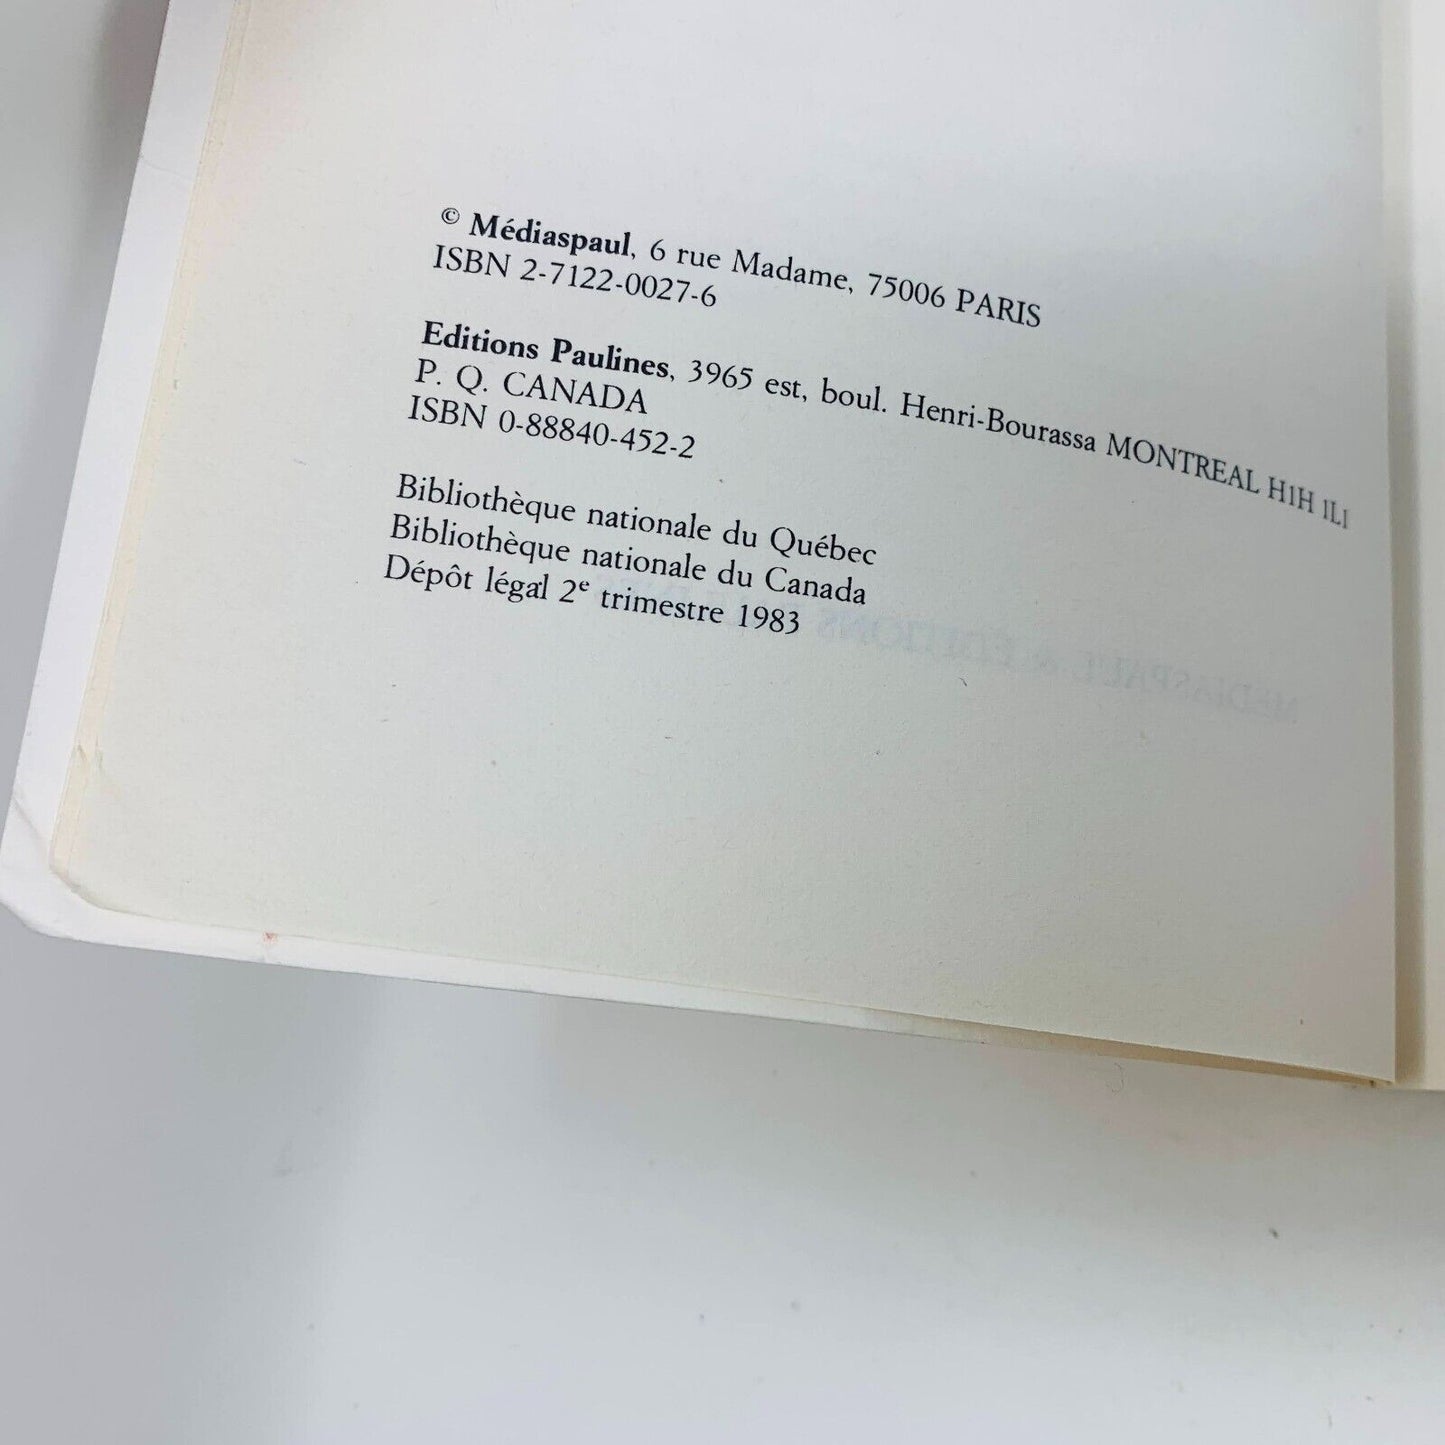 © Médiaspaul, 6 rue Madame, 75006 PARIS
ISBN 2-7122-0027-6
Editions Paulines, 3965 est, boul. Henri-Bourassa MONTREAL H1H 1L1
P. Q. CANADA
ISBN 0-88840-452-2
Bibliothèque nationale du Québec
Bibliothèque nationale du Canada
Dépôt légal 2e trimestre 1983